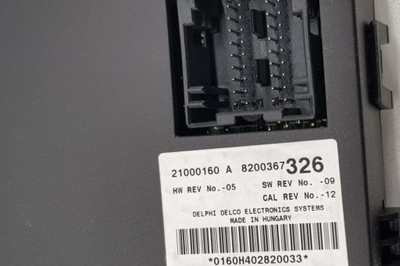 21000160 A 8200367326
HW REV No.-05 SW REV No. -09
CAL REV No.-12
DELPHI DELCO ELECTRONICS SYSTEMS
MADE IN HUNGARY
*0160H402820033*